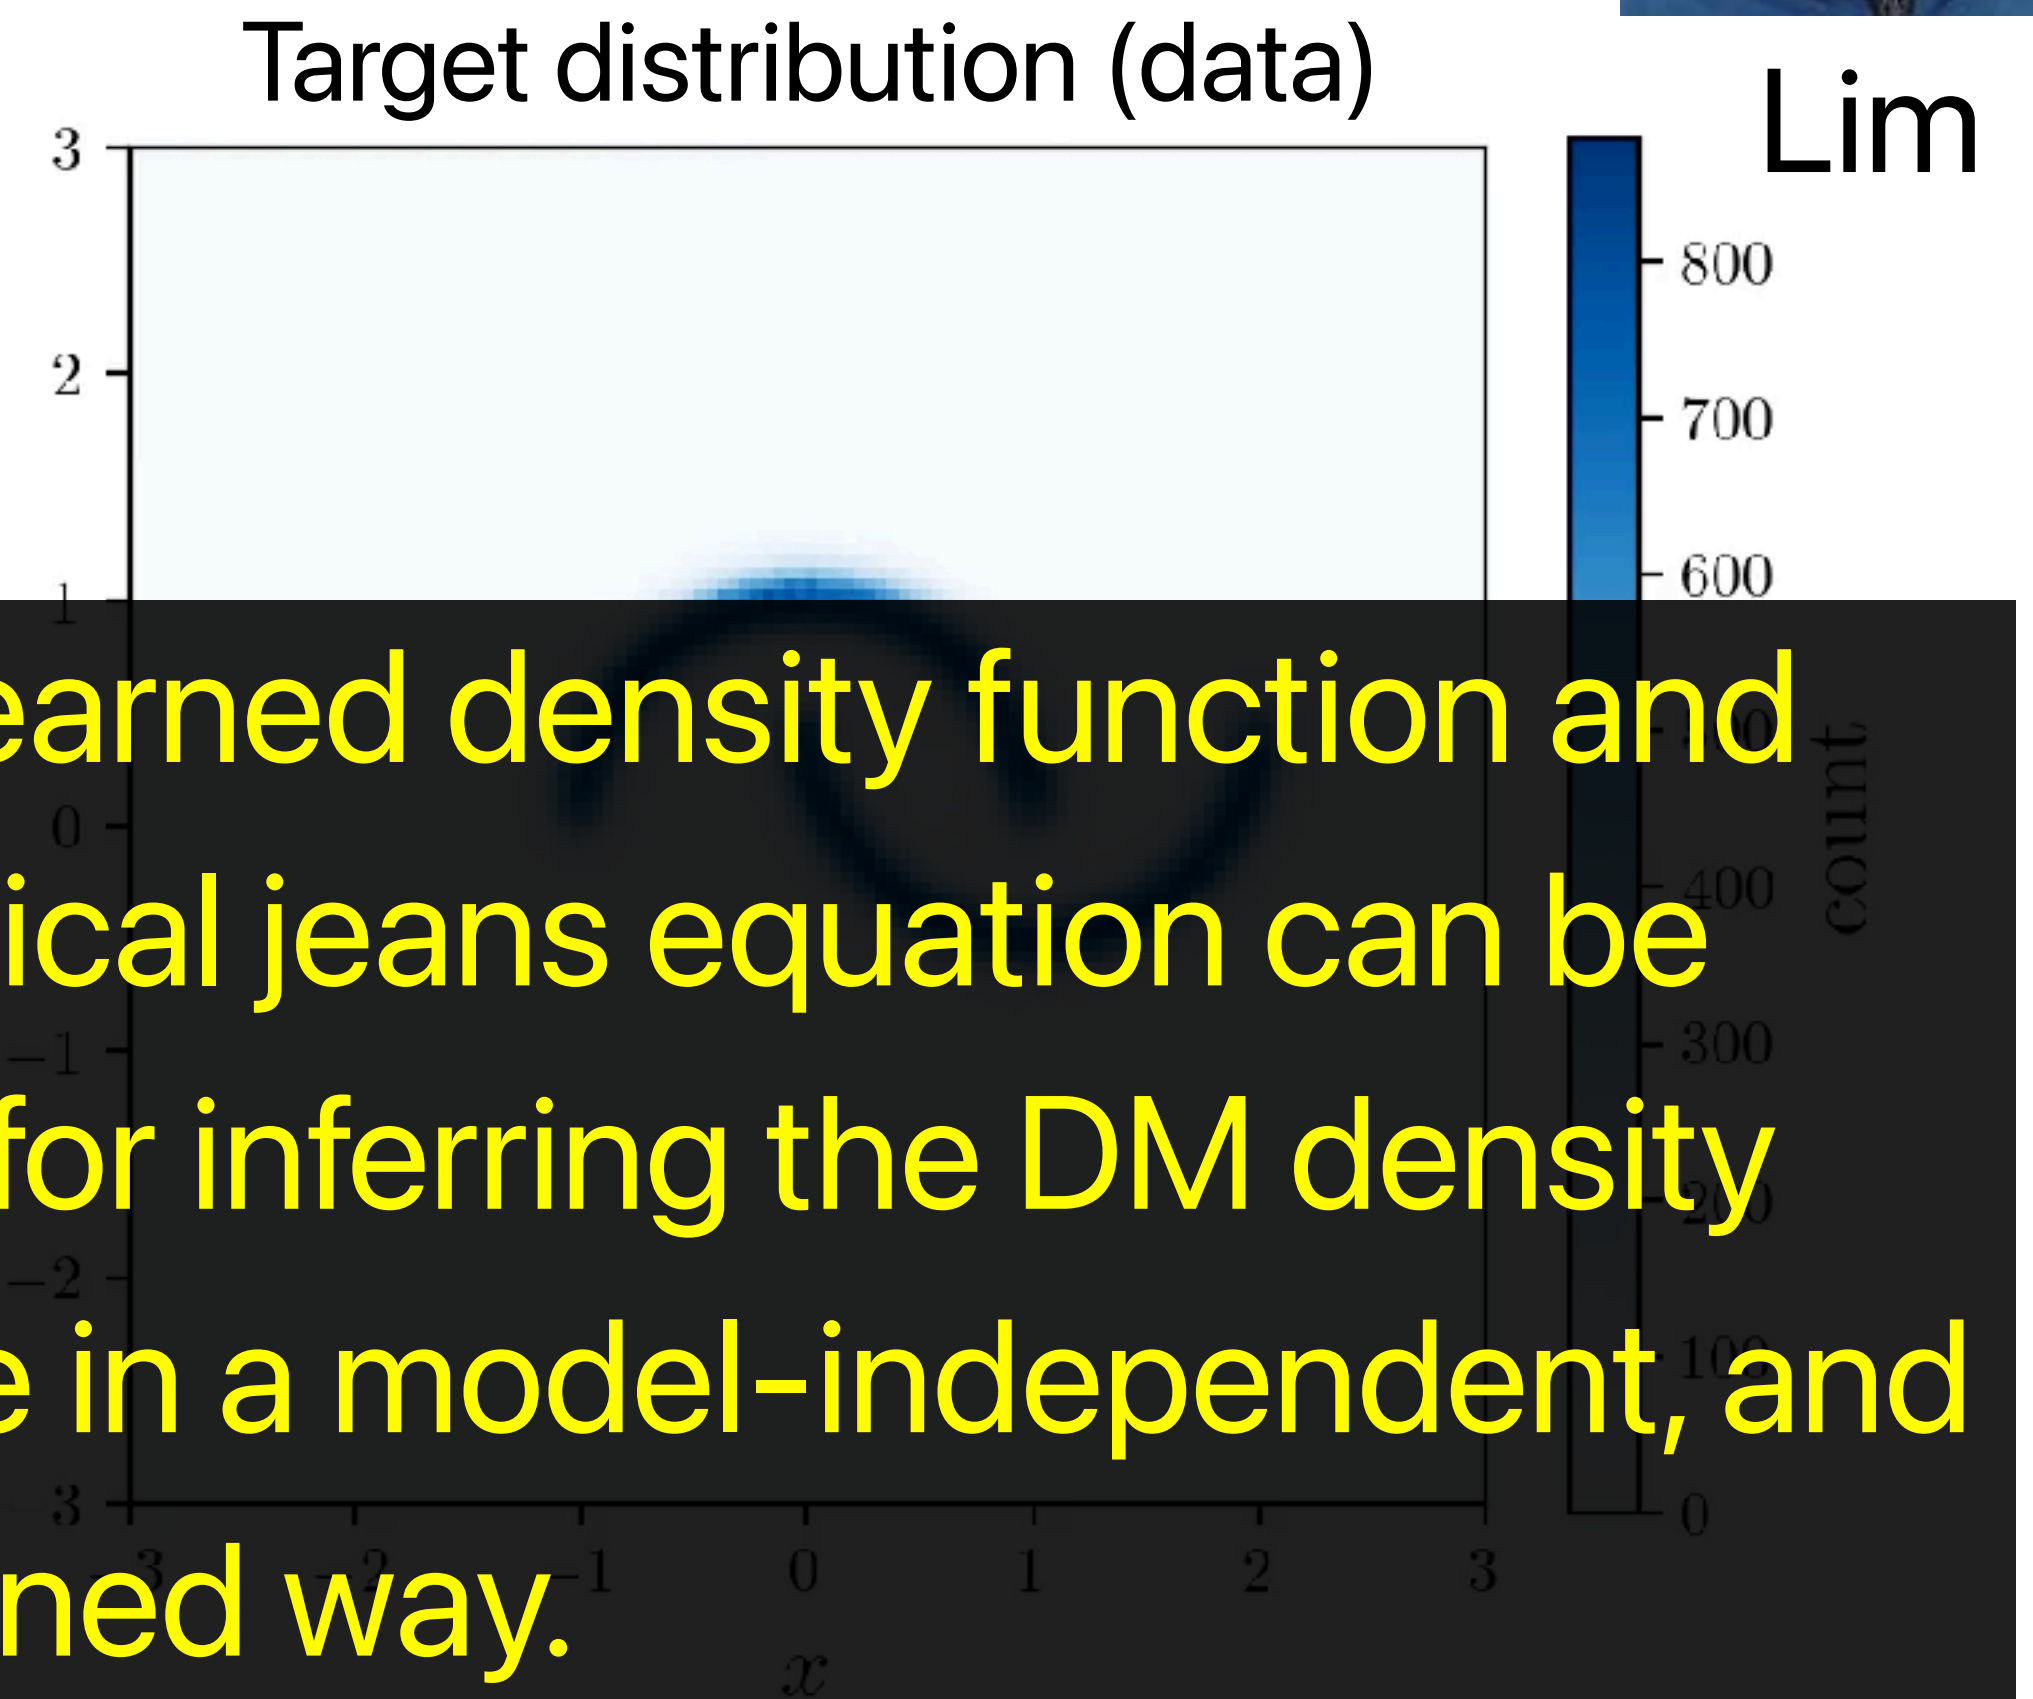 Target distribution (data)
Lim
3
2
1
0
−1
−2
3
800
700
600
400
300
200
100
0
count
earned density function and
ical jeans equation can be
for inferring the DM density
e in a model-independent, and
ned way.
3
−2
−1
0
1
2
3
x